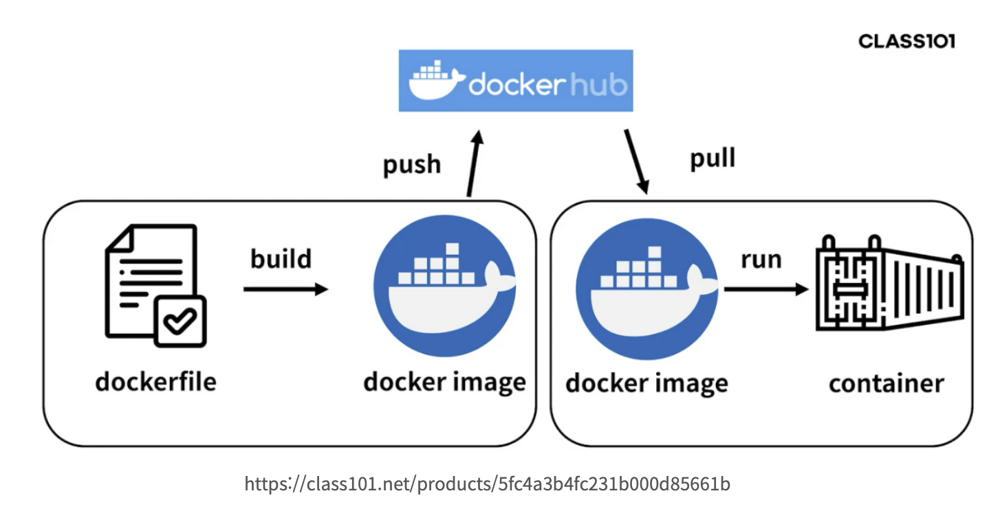 CLASS101
docker hub
push
pull
build
run
dockerfile
docker image
docker image
container
https://class101.net/products/5fc4a3b4fc231b000d85661b